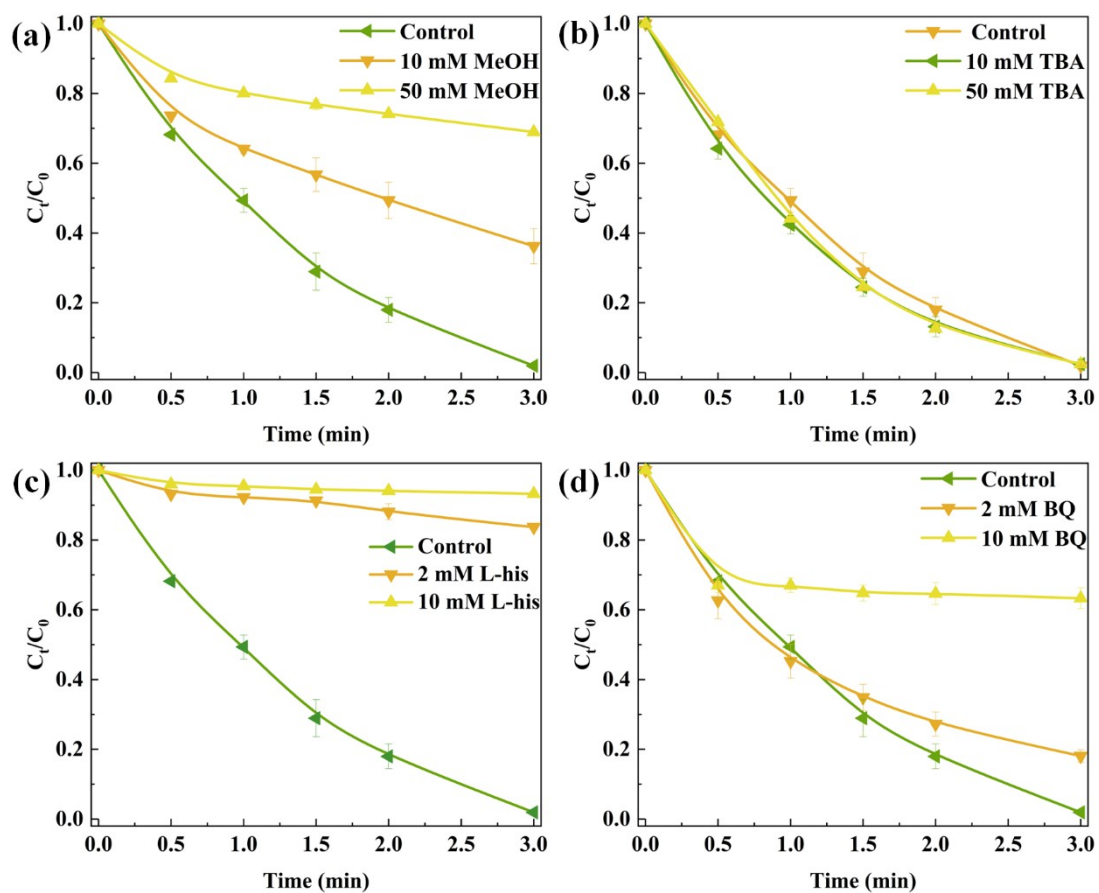 (a)
Control
10 mM MeOH
50 mM MeOH
Cₜ/C₀
1.0
0.8
0.6
0.4
0.2
0.0
0.0 0.5 1.0 1.5 2.0 2.5 3.0
Time (min)
(b)
Control
10 mM TBA
50 mM TBA
Cₜ/C₀
1.0
0.8
0.6
0.4
0.2
0.0
0.0 0.5 1.0 1.5 2.0 2.5 3.0
Time (min)
(c)
Control
2 mM L-his
10 mM L-his
Cₜ/C₀
1.0
0.8
0.6
0.4
0.2
0.0
0.0 0.5 1.0 1.5 2.0 2.5 3.0
Time (min)
(d)
Control
2 mM BQ
10 mM BQ
Cₜ/C₀
1.0
0.8
0.6
0.4
0.2
0.0
0.0 0.5 1.0 1.5 2.0 2.5 3.0
Time (min)